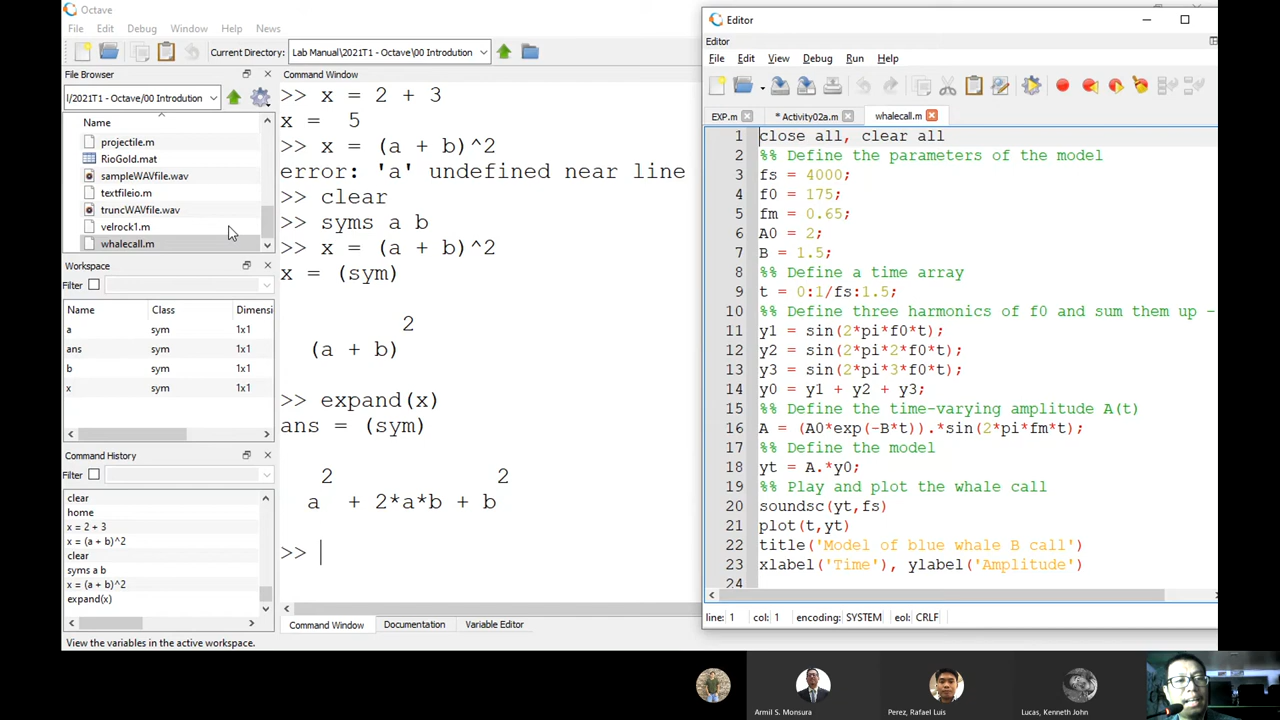 Octave
File Edit Debug Window Help News
Current Directory: Lab Manual\2021T1 - Octave\00 Introdution
File Browser
l/2021T1 - Octave/00 Introdution
Name
projectile.m
RioGold.mat
sampleWAVfile.wav
textfileio.m
truncWAVfile.wav
velrock1.m
whalecall.m
Workspace
Filter
Name Class Dimensi
a sym 1x1
ans sym 1x1
b sym 1x1
x sym 1x1
Command History
Filter
clear
home
x = 2 + 3
x = (a + b)^2
clear
syms a b
x = (a + b)^2
expand(x)
View the variables in the active workspace.
Command Window
>> x = 2 + 3
x = 5
>> x = (a + b)^2
error: 'a' undefined near line
>> clear
>> syms a b
>> x = (a + b)^2
x = (sym)
2
(a + b)
>> expand(x)
ans = (sym)
2 2
a + 2*a*b + b
>>
Command Window Documentation Variable Editor
Editor
Editor
File Edit View Debug Run Help
EXP.m * Activity02a.m whalecall.m
1 close all, clear all
2 %% Define the parameters of the model
3 fs = 4000;
4 f0 = 175;
5 fm = 0.65;
6 A0 = 2;
7 B = 1.5;
8 %% Define a time array
9 t = 0:1/fs:1.5;
10 %% Define three harmonics of f0 and sum them up -
11 y1 = sin(2*pi*f0*t);
12 y2 = sin(2*pi*2*f0*t);
13 y3 = sin(2*pi*3*f0*t);
14 y0 = y1 + y2 + y3;
15 %% Define the time-varying amplitude A(t)
16 A = (A0*exp(-B*t)).*sin(2*pi*fm*t);
17 %% Define the model
18 yt = A.*y0;
19 %% Play and plot the whale call
20 soundsc(yt,fs)
21 plot(t,yt)
22 title('Model of blue whale B call')
23 xlabel('Time'), ylabel('Amplitude')
24
line: 1 col: 1 encoding: SYSTEM eol: CRLF
Armil S. Monsura
Perez, Rafael Luis
Lucas, Kenneth John